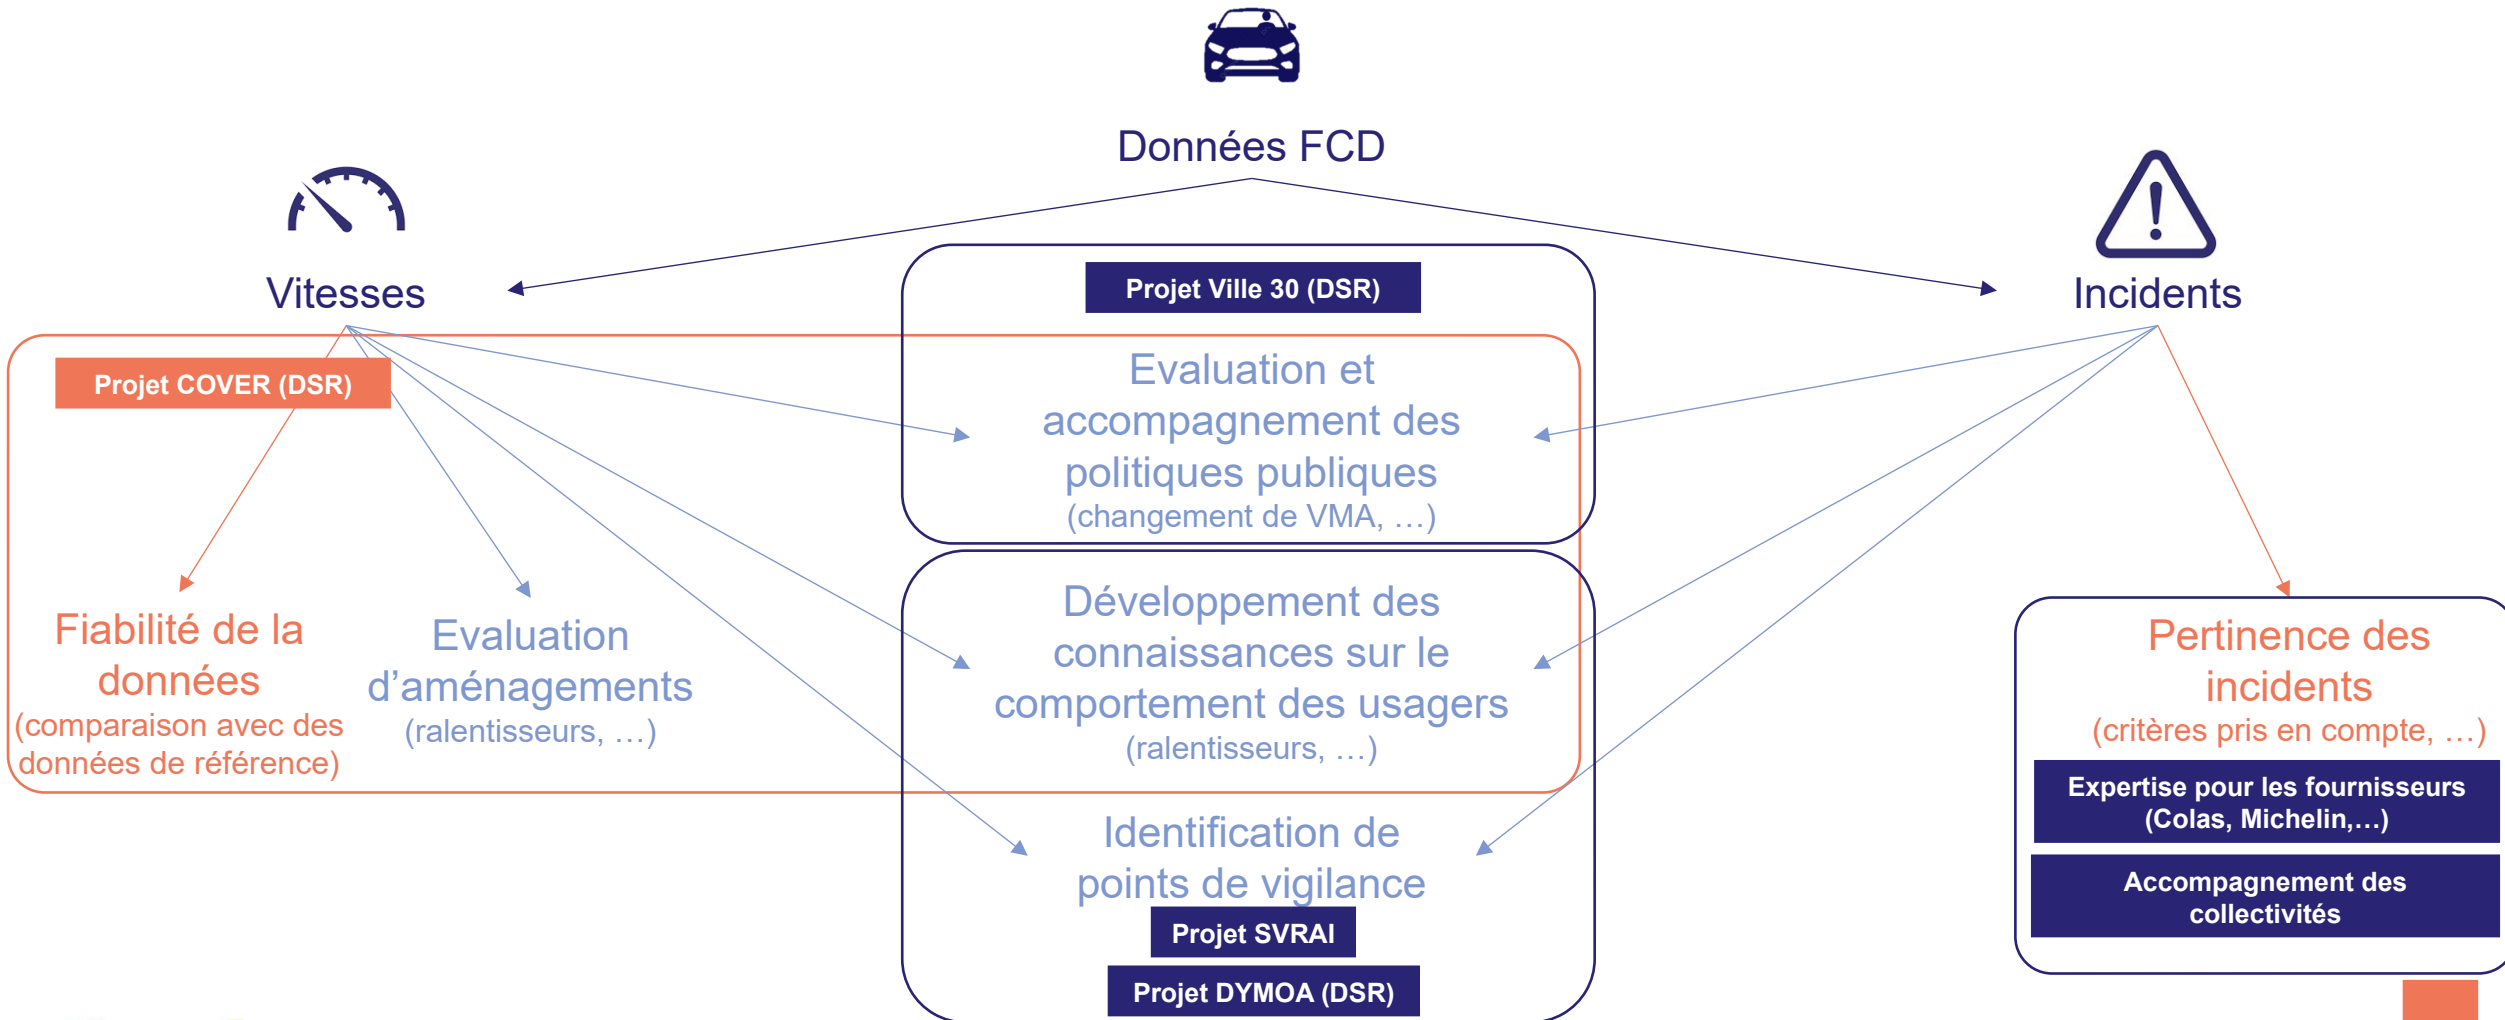 Données FCD
Vitesses
Projet Ville 30 (DSR)
Incidents
Projet COVER (DSR)
Evaluation et
accompagnement des
politiques publiques
(changement de VMA, …)
Fiabilité de la
données
(comparaison avec des
données de référence)
Evaluation
d’aménagements
(ralentisseurs, …)
Développement des
connaissances sur le
comportement des usagers
(ralentisseurs, …)
Pertinence des
incidents
(critères pris en compte, …)
Expertise pour les fournisseurs
(Colas, Michelin,…)
Accompagnement des
collectivités
Identification de
points de vigilance
Projet SVRAI
Projet DYMOA (DSR)